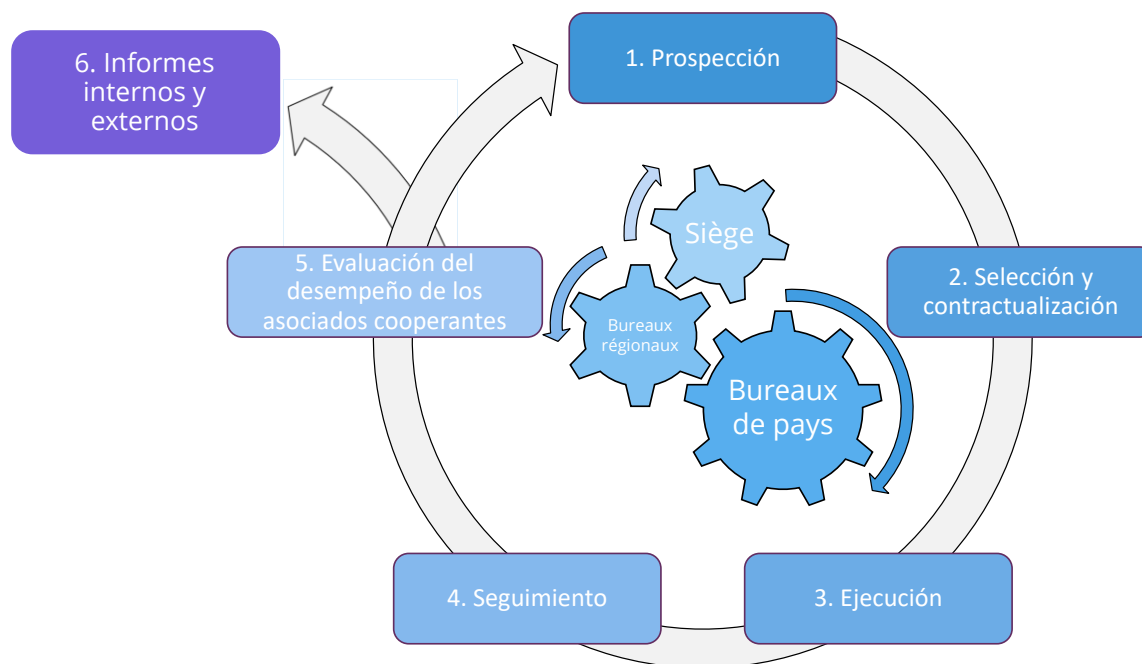 1. Prospección
6. Informes
internos y
externos
Siège
5. Evaluación del
desempeño de los
asociados cooperantes
2. Selección y
contractualización
Bureaux
régionaux
Bureaux
de pays
4. Seguimiento
3. Ejecución